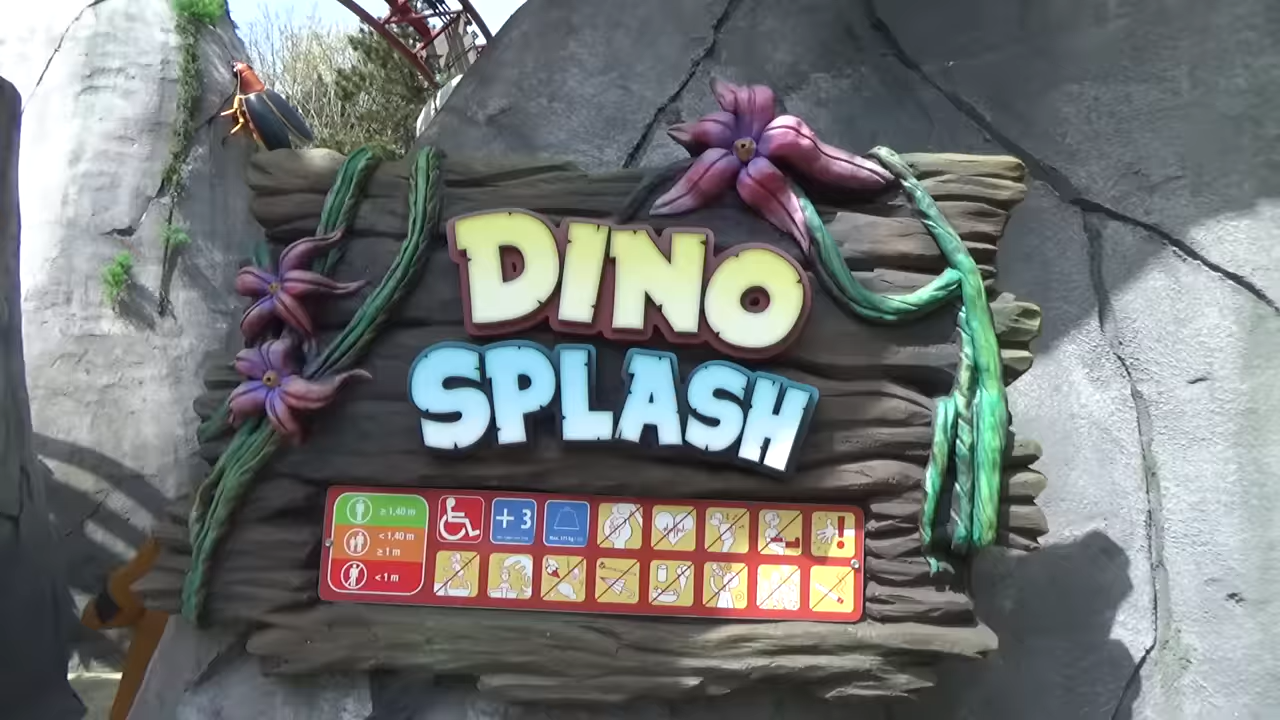 DINO
SPLASH
≥ 1,40 m
< 1,40 m
≥ 1 m
< 1 m
+ 3
!